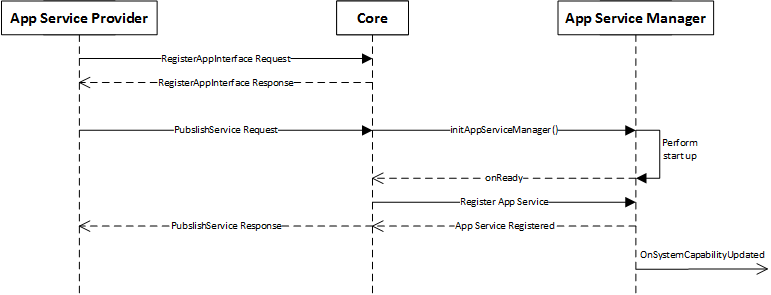 App Service Provider
Core
App Service Manager
RegisterAppInterface Request
RegisterAppInterface Response
PubslishService Request
initAppServiceManager()
Perform
start up
onReady
Register App Service
PubslishService Response
App Service Registered
OnSystemCapabilityUpdated